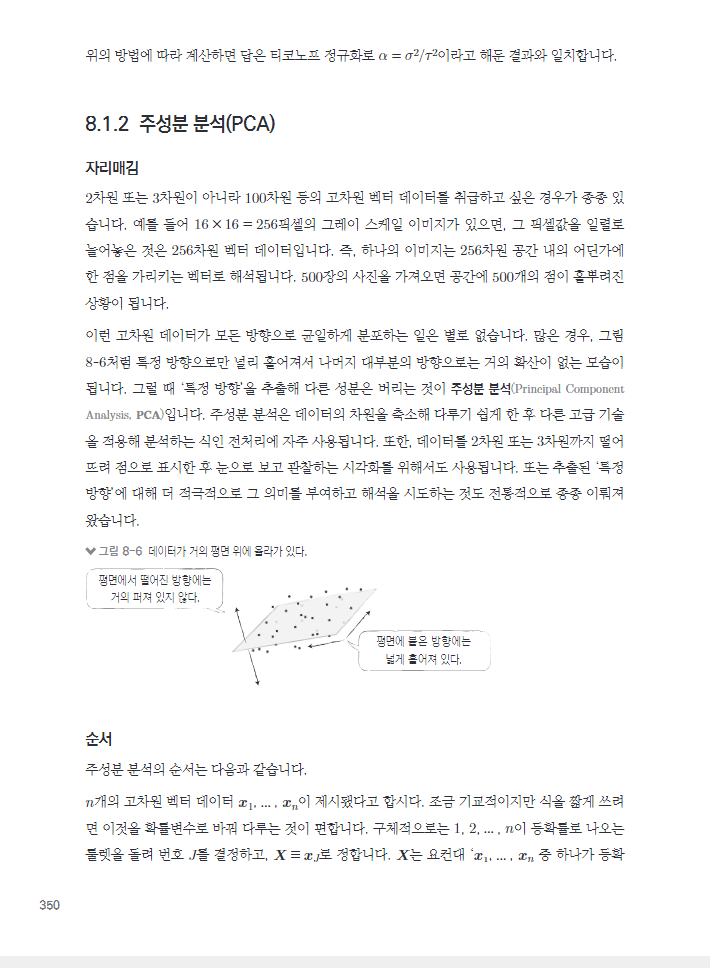 위의 방법에 따라 계산하면 답은 티코노프 정규화로 α = σ²/τ²이라고 해둔 결과와 일치합니다.
8.1.2 주성분 분석(PCA)
자리매김
2차원 또는 3차원이 아니라 100차원 등의 고차원 벡터 데이터를 취급하고 싶은 경우가 종종 있
습니다. 예를 들어 16 × 16 = 256픽셀의 그레이 스케일 이미지가 있으면, 그 픽셀값을 일렬로
늘어놓은 것은 256차원 벡터 데이터입니다. 즉, 하나의 이미지는 256차원 공간 내의 어딘가에
한 점을 가리키는 벡터로 해석됩니다. 500장의 사진을 가져오면 공간에 500개의 점이 흩뿌려진
상황이 됩니다.
이런 고차원 데이터가 모든 방향으로 균일하게 분포하는 일은 별로 없습니다. 많은 경우, 그림
8-6처럼 특정 방향으로만 널리 흩어져서 나머지 대부분의 방향으로는 거의 확산이 없는 모습이
됩니다. 그럴 때 ‘특정 방향’을 추출해 다른 성분은 버리는 것이 주성분 분석(Principal Component
Analysis, PCA)입니다. 주성분 분석은 데이터의 차원을 축소해 다루기 쉽게 한 후 다른 고급 기술
을 적용해 분석하는 식인 전처리에 자주 사용됩니다. 또한, 데이터를 2차원 또는 3차원까지 떨어
뜨려 점으로 표시한 후 눈으로 보고 관찰하는 시각화를 위해서도 사용됩니다. 또는 추출된 ‘특정
방향’에 대해 더 적극적으로 그 의미를 부여하고 해석을 시도하는 것도 전통적으로 종종 이뤄져
왔습니다.
그림 8-6 데이터가 거의 평면 위에 올라가 있다.
평면에서 떨어진 방향에는
거의 퍼져 있지 않다.
평면에 붙은 방향에는
넓게 흩어져 있다.
순서
주성분 분석의 순서는 다음과 같습니다.
n개의 고차원 벡터 데이터 x₁, … , xₙ이 제시됐다고 합시다. 조금 기교적이지만 식을 짧게 쓰려
면 이것을 확률변수로 바꿔 다루는 것이 편합니다. 구체적으로는 1, 2, … , n이 등확률로 나오는
룰렛을 돌려 번호 J를 결정하고, X ≡ x_J로 정합니다. X는 요컨대 ‘x₁, … , xₙ 중 하나가 등확
350